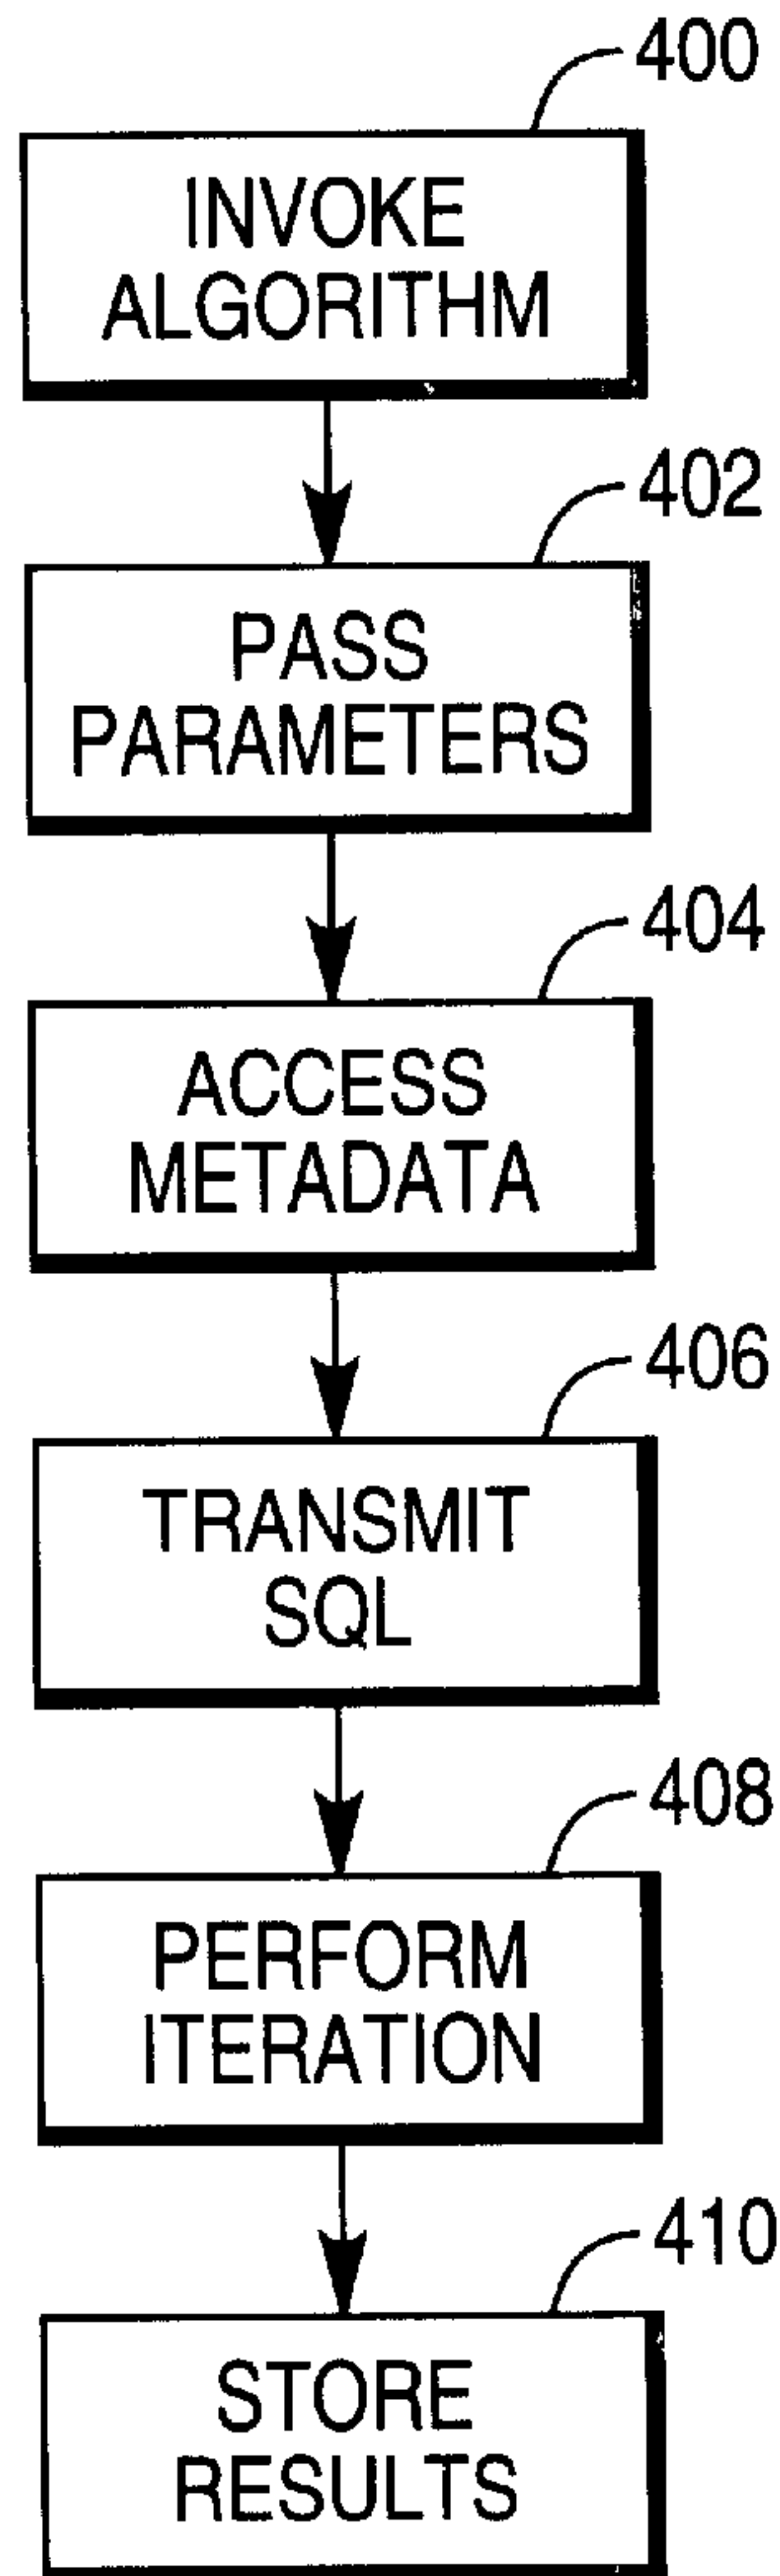 400
INVOKE
ALGORITHM
402
PASS
PARAMETERS
404
ACCESS
METADATA
406
TRANSMIT
SQL
408
PERFORM
ITERATION
410
STORE
RESULTS